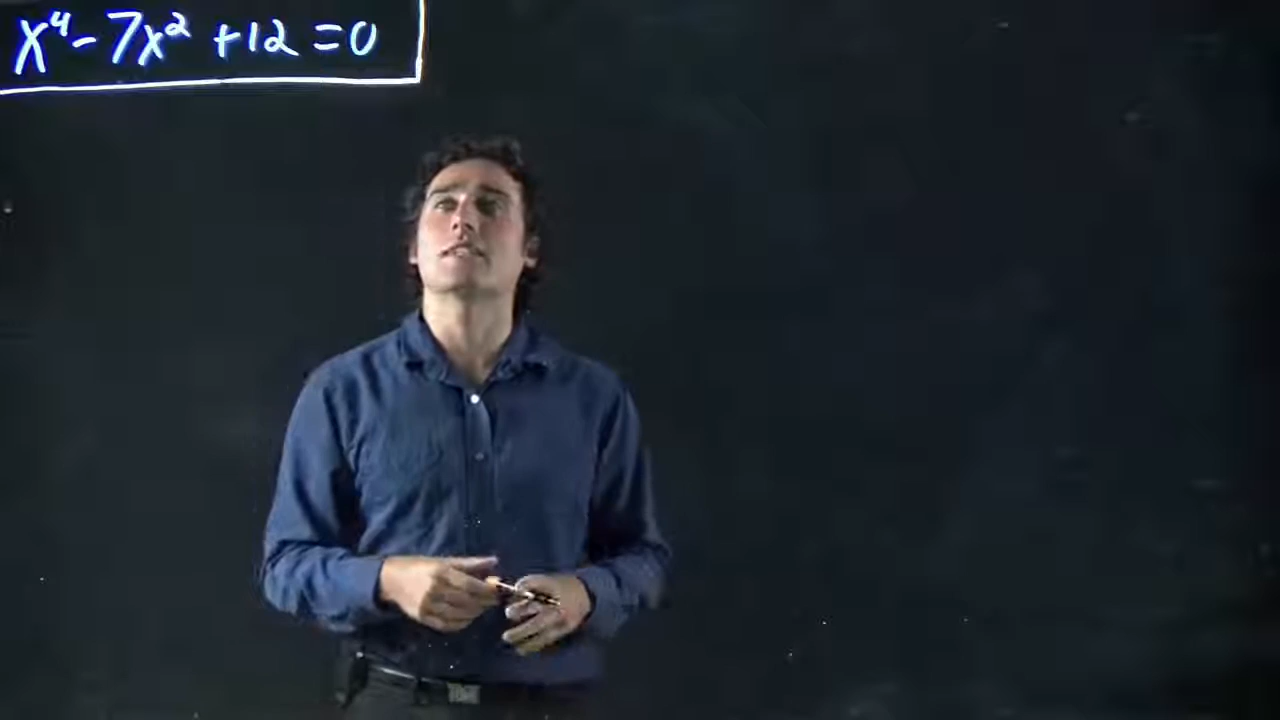 x⁴ - 7x² + 12 = 0